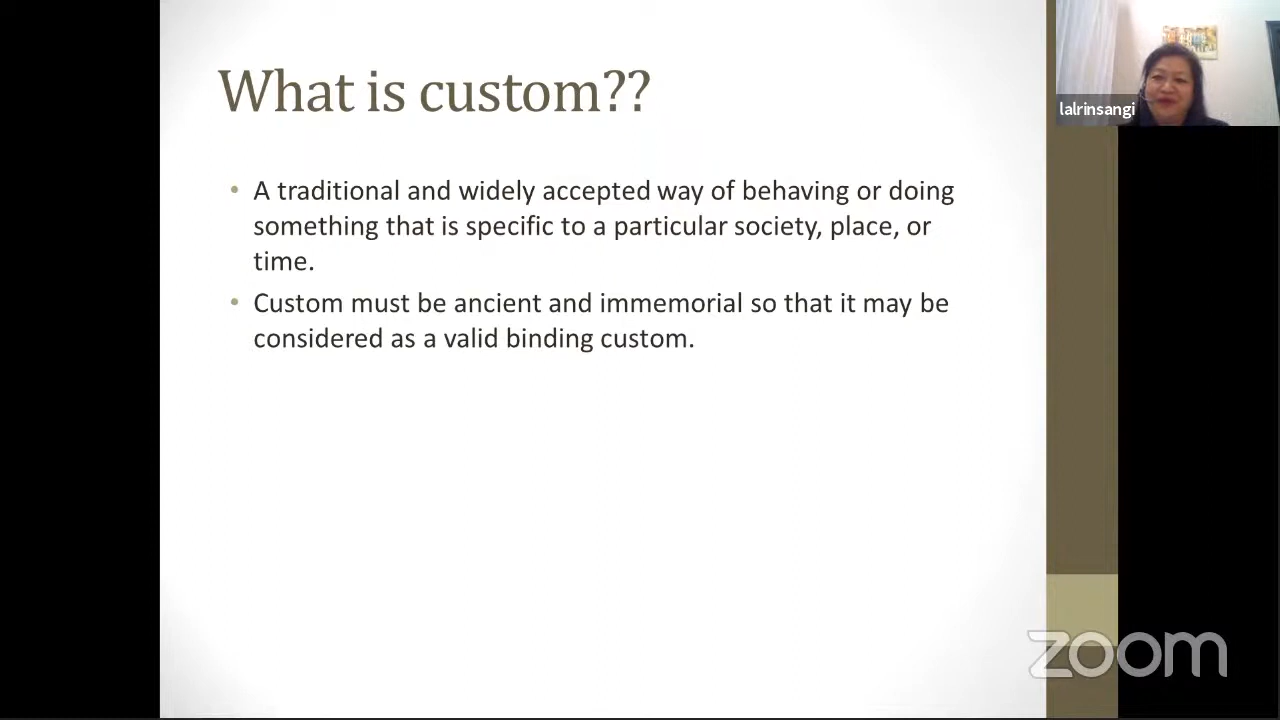 What is custom??
lalrinsangi
• A traditional and widely accepted way of behaving or doing
something that is specific to a particular society, place, or
time.
• Custom must be ancient and immemorial so that it may be
considered as a valid binding custom.
zoom